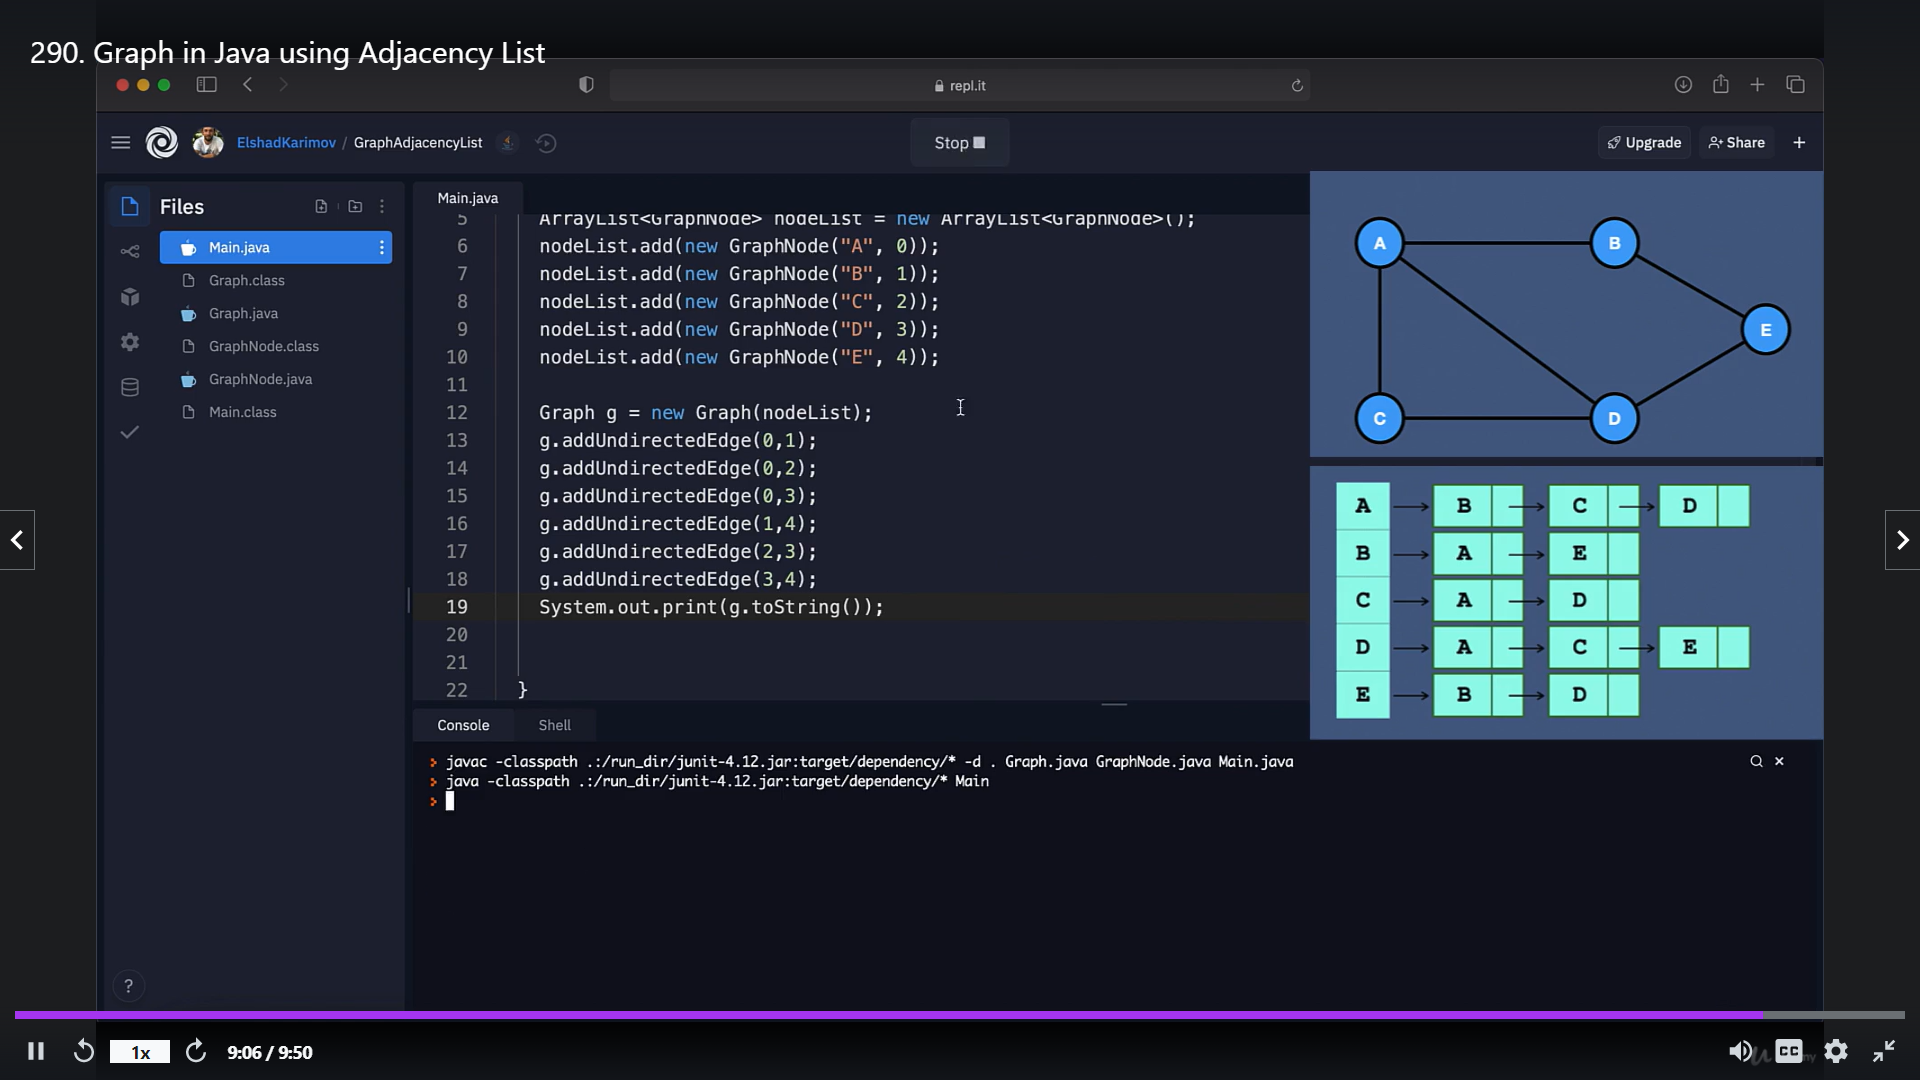 290. Graph in Java using Adjacency List
repl.it
ElshadKarimov / GraphAdjacencyList
Stop
Upgrade
Share
Files
Main.java
Graph.class
Graph.java
GraphNode.class
GraphNode.java
Main.class
Main.java
5 ArrayList<GraphNode> nodeList = new ArrayList<GraphNode>();
6 nodeList.add(new GraphNode("A", 0));
7 nodeList.add(new GraphNode("B", 1));
8 nodeList.add(new GraphNode("C", 2));
9 nodeList.add(new GraphNode("D", 3));
10 nodeList.add(new GraphNode("E", 4));
11
12 Graph g = new Graph(nodeList);
13 g.addUndirectedEdge(0,1);
14 g.addUndirectedEdge(0,2);
15 g.addUndirectedEdge(0,3);
16 g.addUndirectedEdge(1,4);
17 g.addUndirectedEdge(2,3);
18 g.addUndirectedEdge(3,4);
19 System.out.print(g.toString());
20
21
22 }
A B
E
C D
A B C D
B A E
C A D
D A C E
E B D
Console Shell
javac -classpath .:/run_dir/junit-4.12.jar:target/dependency/* -d . Graph.java GraphNode.java Main.java
java -classpath .:/run_dir/junit-4.12.jar:target/dependency/* Main
?
1x
9:06 / 9:50
CC